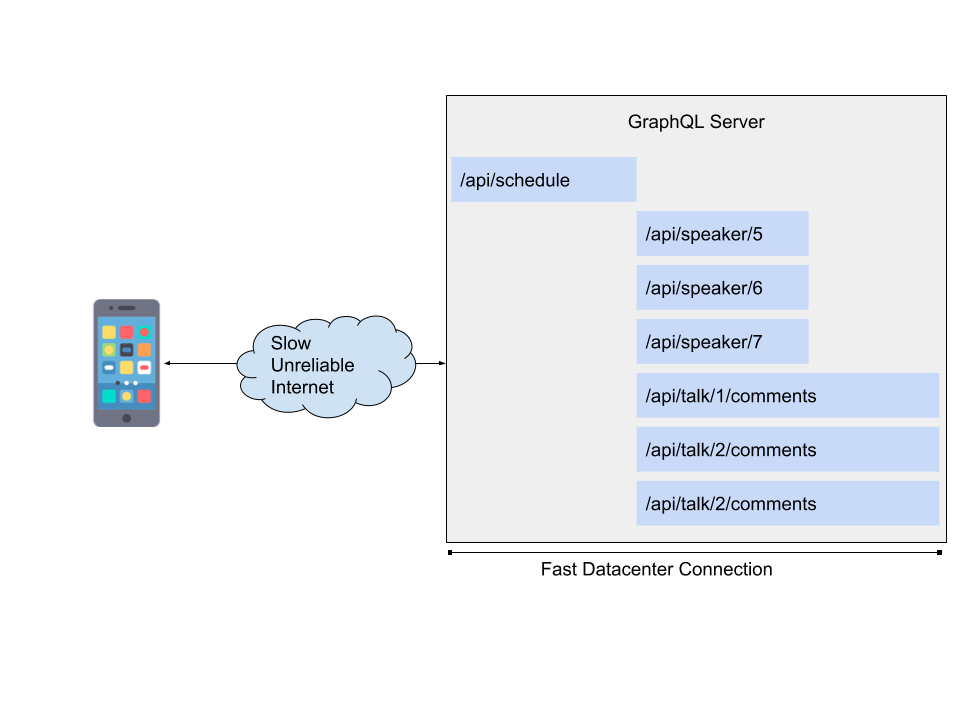 GraphQL Server
/api/schedule
/api/speaker/5
/api/speaker/6
/api/speaker/7
/api/talk/1/comments
/api/talk/2/comments
/api/talk/2/comments
Slow
Unreliable
Internet
Fast Datacenter Connection